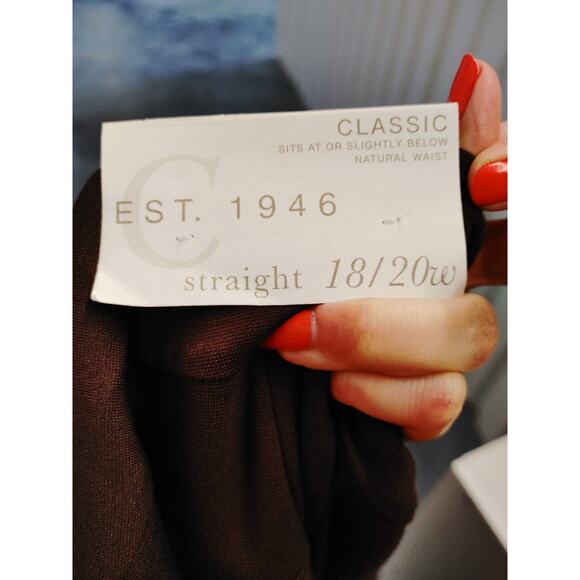 CLASSIC
SITS AT OR SLIGHTLY BELOW
NATURAL WAIST
C
EST. 1946
straight 18/20w